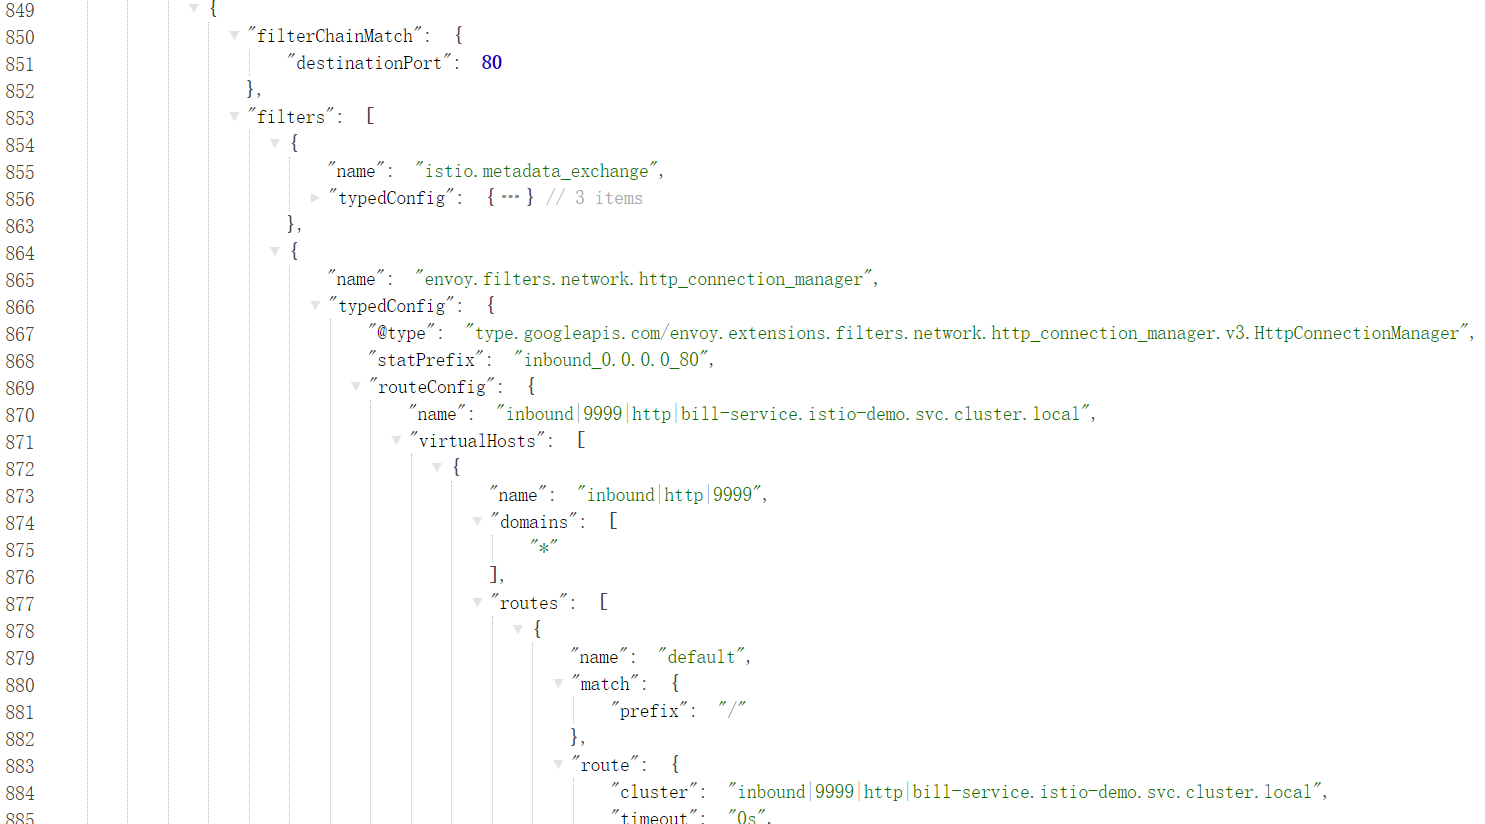 849 {
850 "filterChainMatch": {
851 "destinationPort": 80
852 },
853 "filters": [
854 {
855 "name": "istio.metadata_exchange",
856 "typedConfig": {···} // 3 items
863 },
864 {
865 "name": "envoy.filters.network.http_connection_manager",
866 "typedConfig": {
867 "@type": "type.googleapis.com/envoy.extensions.filters.network.http_connection_manager.v3.HttpConnectionManager",
868 "statPrefix": "inbound_0.0.0.0_80",
869 "routeConfig": {
870 "name": "inbound|9999|http|bill-service.istio-demo.svc.cluster.local",
871 "virtualHosts": [
872 {
873 "name": "inbound|http|9999",
874 "domains": [
875 "*"
876 ],
877 "routes": [
878 {
879 "name": "default",
880 "match": {
881 "prefix": "/"
882 },
883 "route": {
884 "cluster": "inbound|9999|http|bill-service.istio-demo.svc.cluster.local",
885 "timeout": "0s",